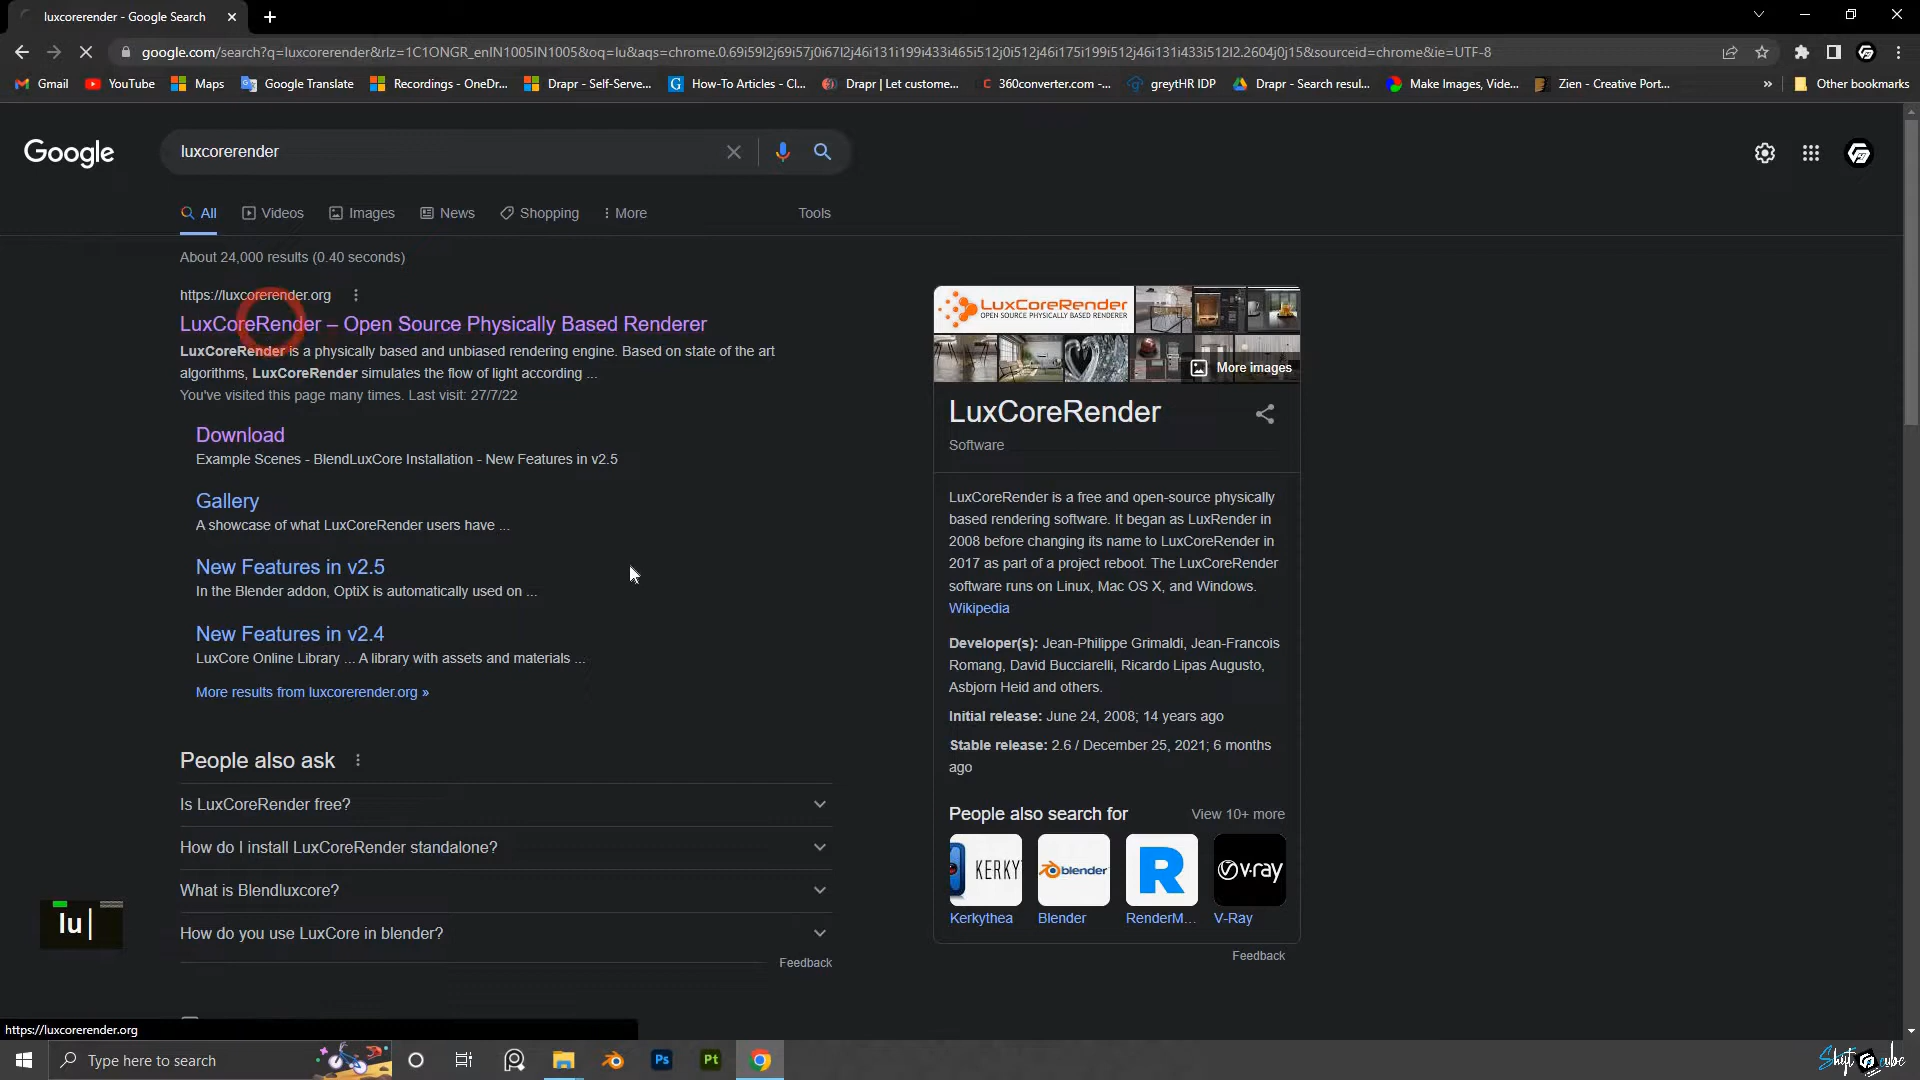 luxcorerender - Google Search
google.com/search?q=luxcorerender&rlz=1C1ONGR_enIN1005IN1005&oq=lu&aqs=chrome.0.69i59l2j69i57j0i67l2j46i131i199i433i465i512j0i512j46i175i199i512j46i131i433i512l2.2604j0j15&sourceid=chrome&ie=UTF-8
Gmail YouTube Maps Google Translate Recordings - OneDr... Drapr - Self-Serve... How-To Articles - Cl... Drapr | Let custome... 360converter.com -... greytHR IDP Drapr - Search resul... Make Images, Vide... Zien - Creative Port... » Other bookmarks
Google
luxcorerender
All Videos Images News Shopping More Tools
About 24,000 results (0.40 seconds)
https://luxcorerender.org
LuxCoreRender – Open Source Physically Based Renderer
LuxCoreRender is a physically based and unbiased rendering engine. Based on state of the art
algorithms, LuxCoreRender simulates the flow of light according ...
You've visited this page many times. Last visit: 27/7/22
Download
Example Scenes - BlendLuxCore Installation - New Features in v2.5
Gallery
A showcase of what LuxCoreRender users have ...
New Features in v2.5
In the Blender addon, OptiX is automatically used on ...
New Features in v2.4
LuxCore Online Library ... A library with assets and materials ...
More results from luxcorerender.org »
People also ask
Is LuxCoreRender free?
How do I install LuxCoreRender standalone?
What is Blendluxcore?
How do you use LuxCore in blender?
Feedback
LuxCoreRender
OPEN SOURCE PHYSICALLY BASED RENDERER
More images
LuxCoreRender
Software
LuxCoreRender is a free and open-source physically
based rendering software. It began as LuxRender in
2008 before changing its name to LuxCoreRender in
2017 as part of a project reboot. The LuxCoreRender
software runs on Linux, Mac OS X, and Windows.
Wikipedia
Developer(s): Jean-Philippe Grimaldi, Jean-Francois
Romang, David Bucciarelli, Ricardo Lipas Augusto,
Asbjorn Heid and others.
Initial release: June 24, 2008; 14 years ago
Stable release: 2.6 / December 25, 2021; 6 months
ago
People also search for View 10+ more
KERKY blender R v·ray
Kerkythea Blender RenderM... V-Ray
Feedback
lu
https://luxcorerender.org
Type here to search
Ps Pt
Shift cube